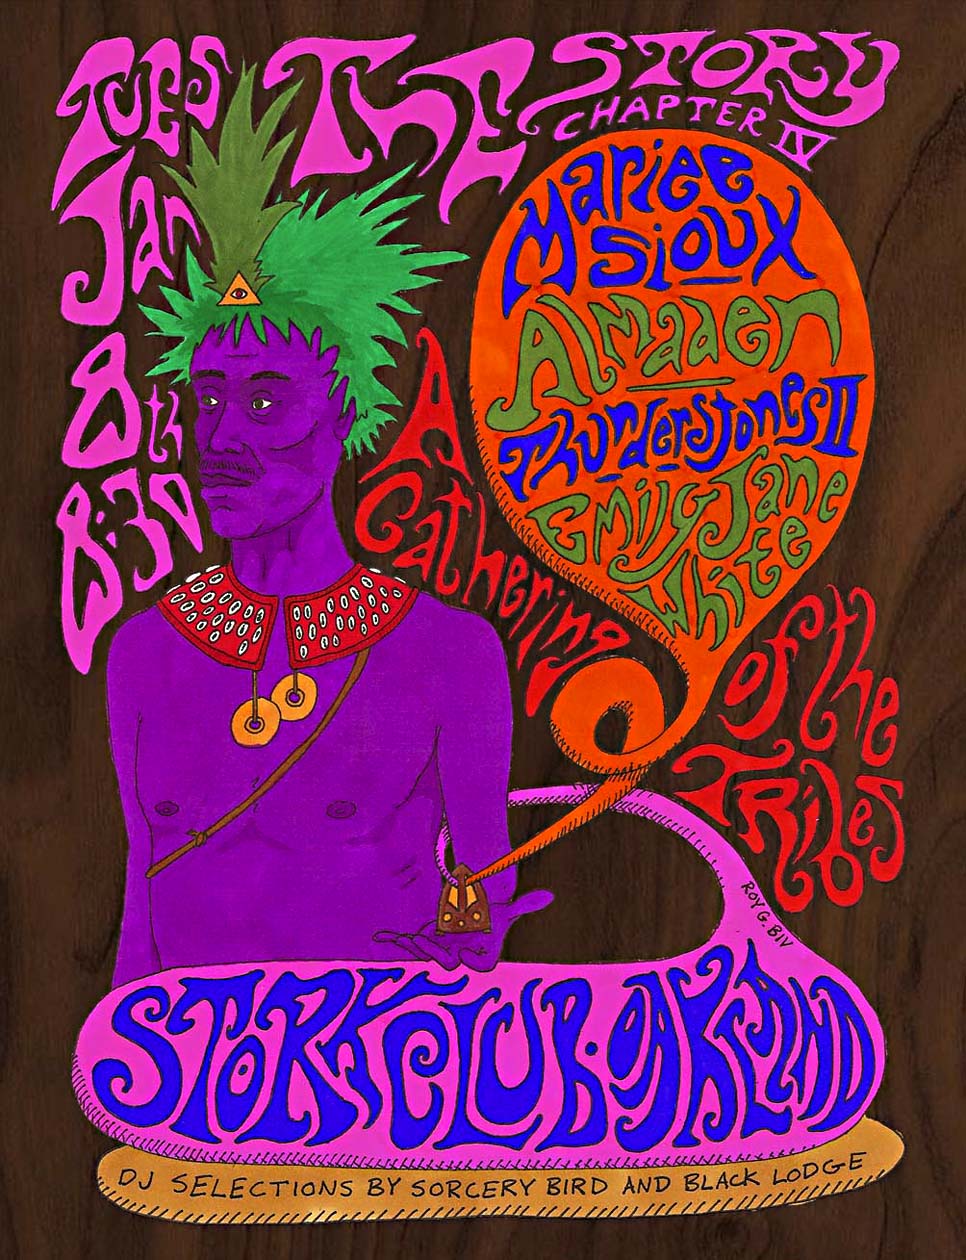 Tues
Jan
8th
8:30
The
Story
Chapter IV
Mariee
Sioux
Almaden
Thunderstones II
Emily Jane
White
A
Gathering
of the
Tribes
ROY G. BIV
STORK CLUB · OAKLAND
DJ SELECTIONS BY SORCERY BIRD AND BLACK LODGE